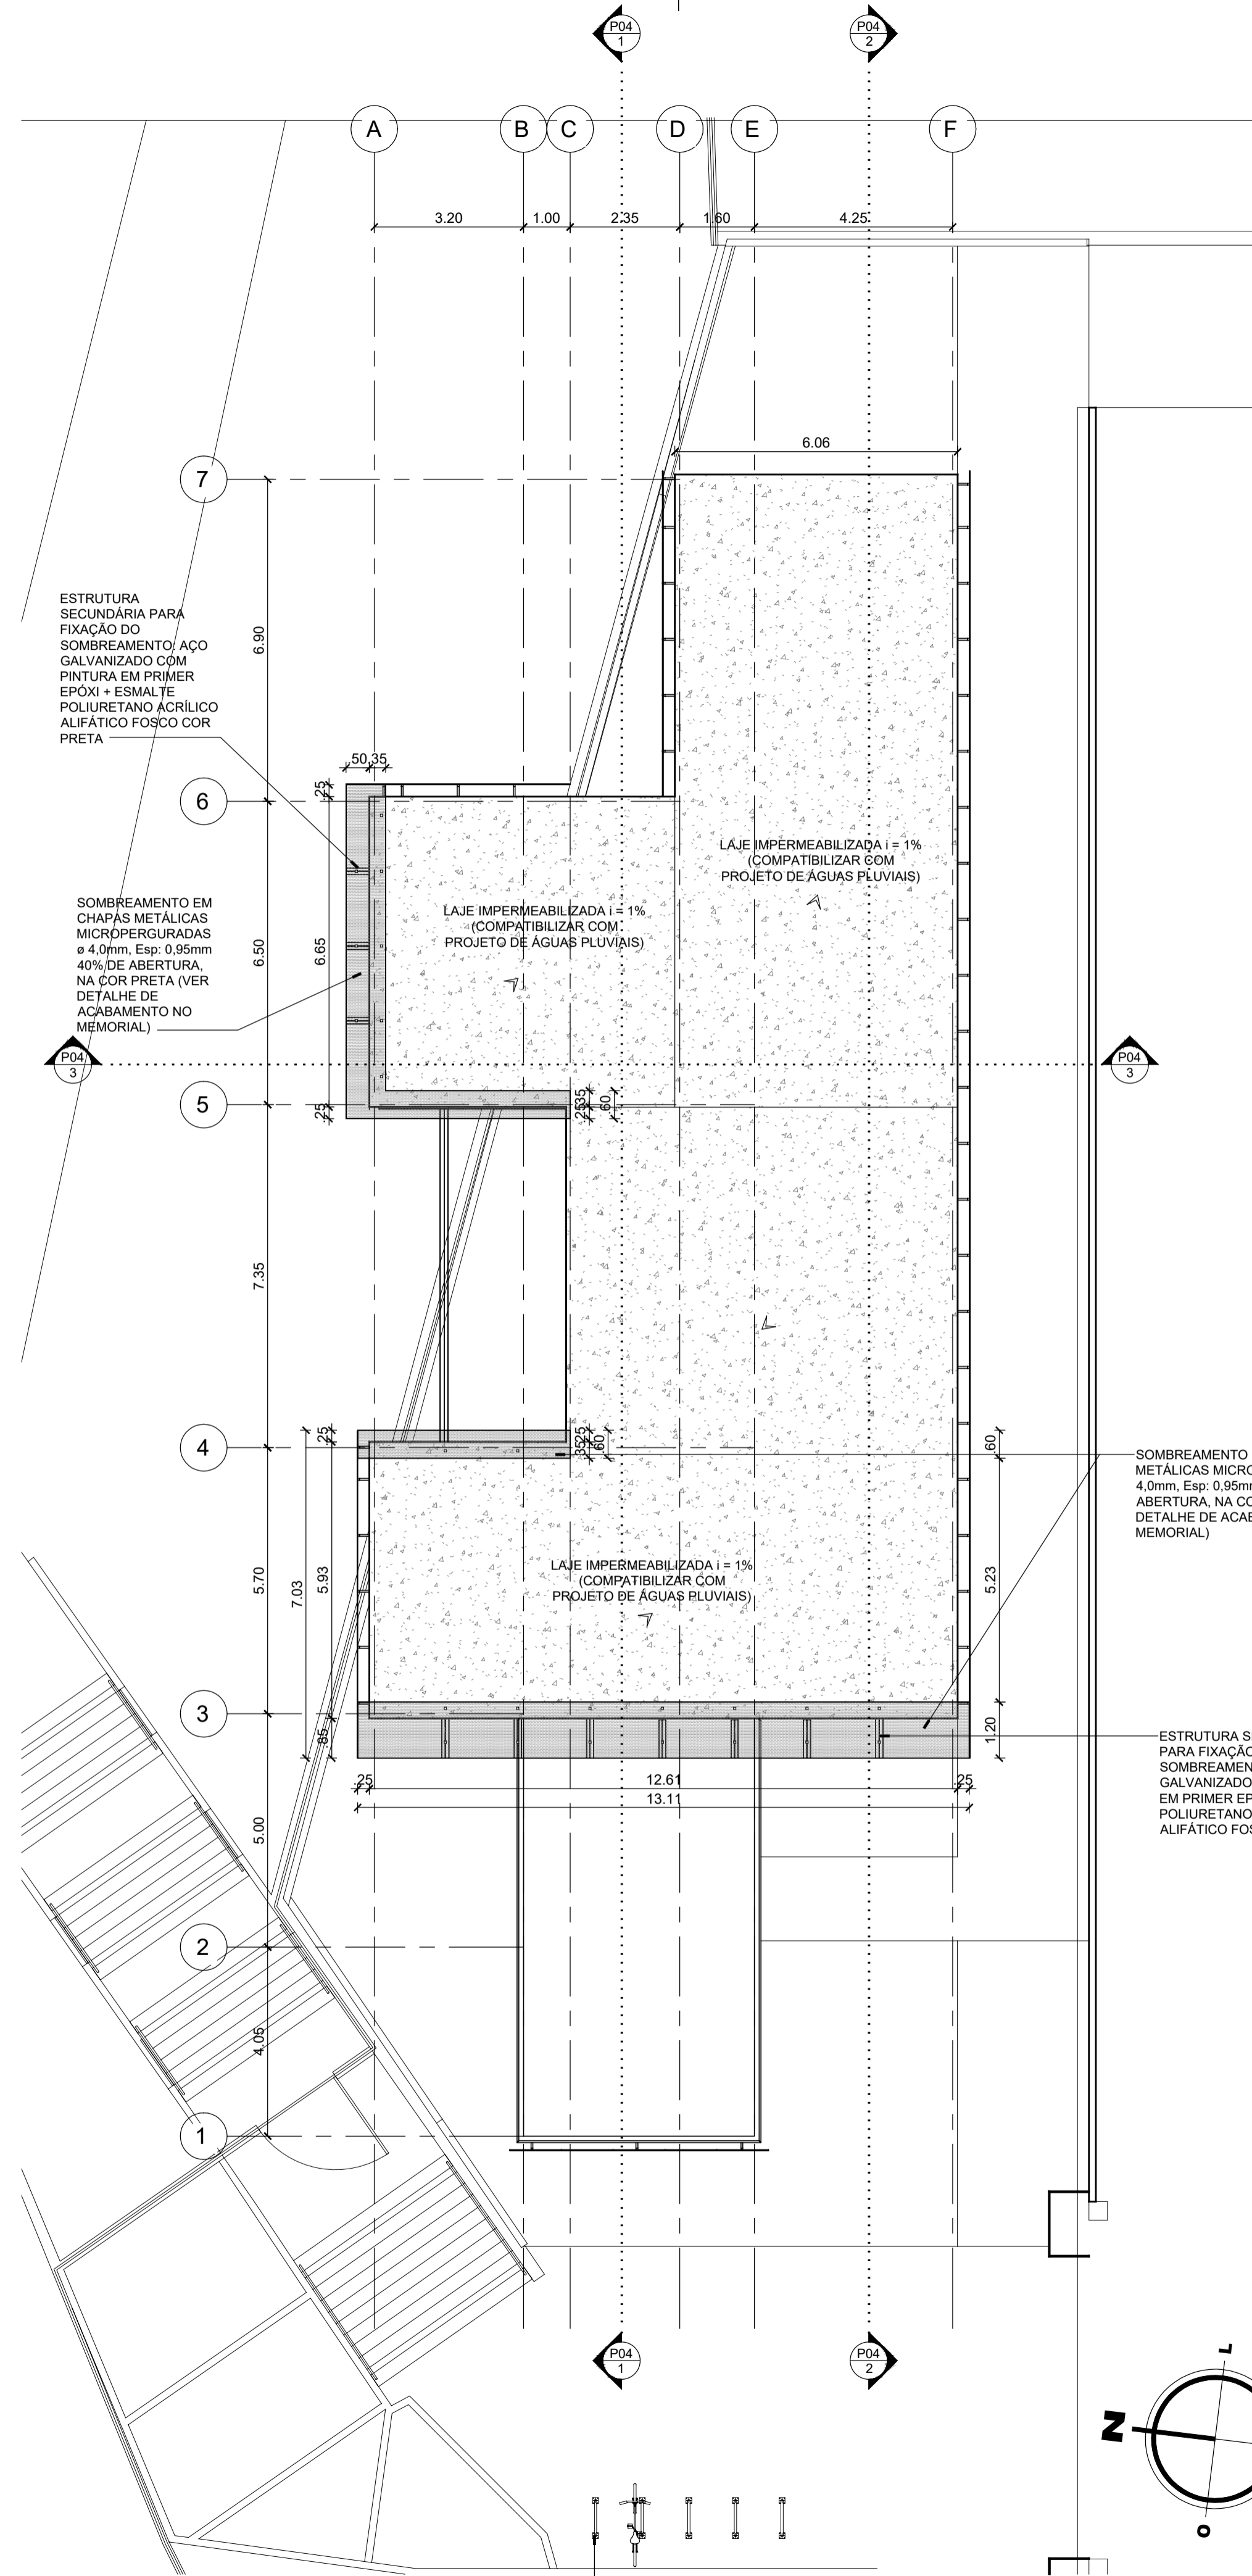 P04
1
P04
2
A
B
C
D
E
F
3.20
1.00
2.35
1.60
4.25
6.06
7
6.90
ESTRUTURA
SECUNDÁRIA PARA
FIXAÇÃO DO
SOMBREAMENTO: AÇO
GALVANIZADO COM
PINTURA EM PRIMER
EPÓXI + ESMALTE
POLIURETANO ACRÍLICO
ALIFÁTICO FOSCO COR
PRETA
.50
.35
.25
6
LAJE IMPERMEABILIZADA i = 1%
(COMPATIBILIZAR COM
PROJETO DE ÁGUAS PLUVIAIS)
SOMBREAMENTO EM
CHAPAS METÁLICAS
MICROPERGURADAS
ø 4,0mm, Esp: 0,95mm
40% DE ABERTURA,
NA COR PRETA (VER
DETALHE DE
ACABAMENTO NO
MEMORIAL)
6.50
6.65
LAJE IMPERMEABILIZADA i = 1%
(COMPATIBILIZAR COM
PROJETO DE ÁGUAS PLUVIAIS)
P04
3
P04
3
5
.25
.25
.35
.60
7.35
4
.25
.35
.25
.60
.60
SOMBREAMENTO
METÁLICAS MICRO
4,0mm, Esp: 0,95mm
ABERTURA, NA CO
DETALHE DE ACAB
MEMORIAL)
5.70
7.03
5.93
5.23
LAJE IMPERMEABILIZADA i = 1%
(COMPATIBILIZAR COM
PROJETO DE ÁGUAS PLUVIAIS)
3
.85
1.20
ESTRUTURA S
PARA FIXAÇÃO
SOMBREAMEN
GALVANIZADO
EM PRIMER EP
POLIURETANO
ALIFÁTICO FOS
.25
12.61
.25
13.11
5.00
2
4.05
1
P04
1
P04
2
L
N
O